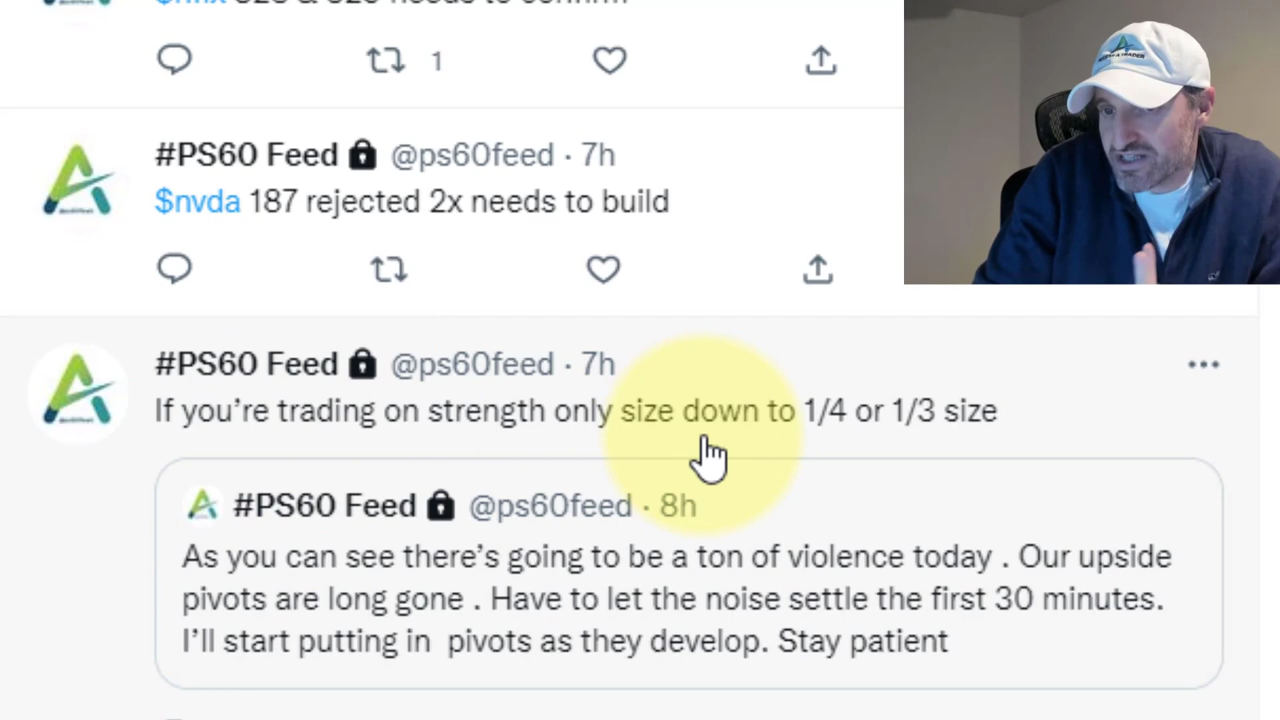 1
#PS60 Feed @ps60feed · 7h
$nvda 187 rejected 2x needs to build
#PS60 Feed @ps60feed · 7h
If you’re trading on strength only size down to 1/4 or 1/3 size
#PS60 Feed @ps60feed · 8h
As you can see there’s going to be a ton of violence today . Our upside
pivots are long gone . Have to let the noise settle the first 30 minutes.
I’ll start putting in pivots as they develop. Stay patient